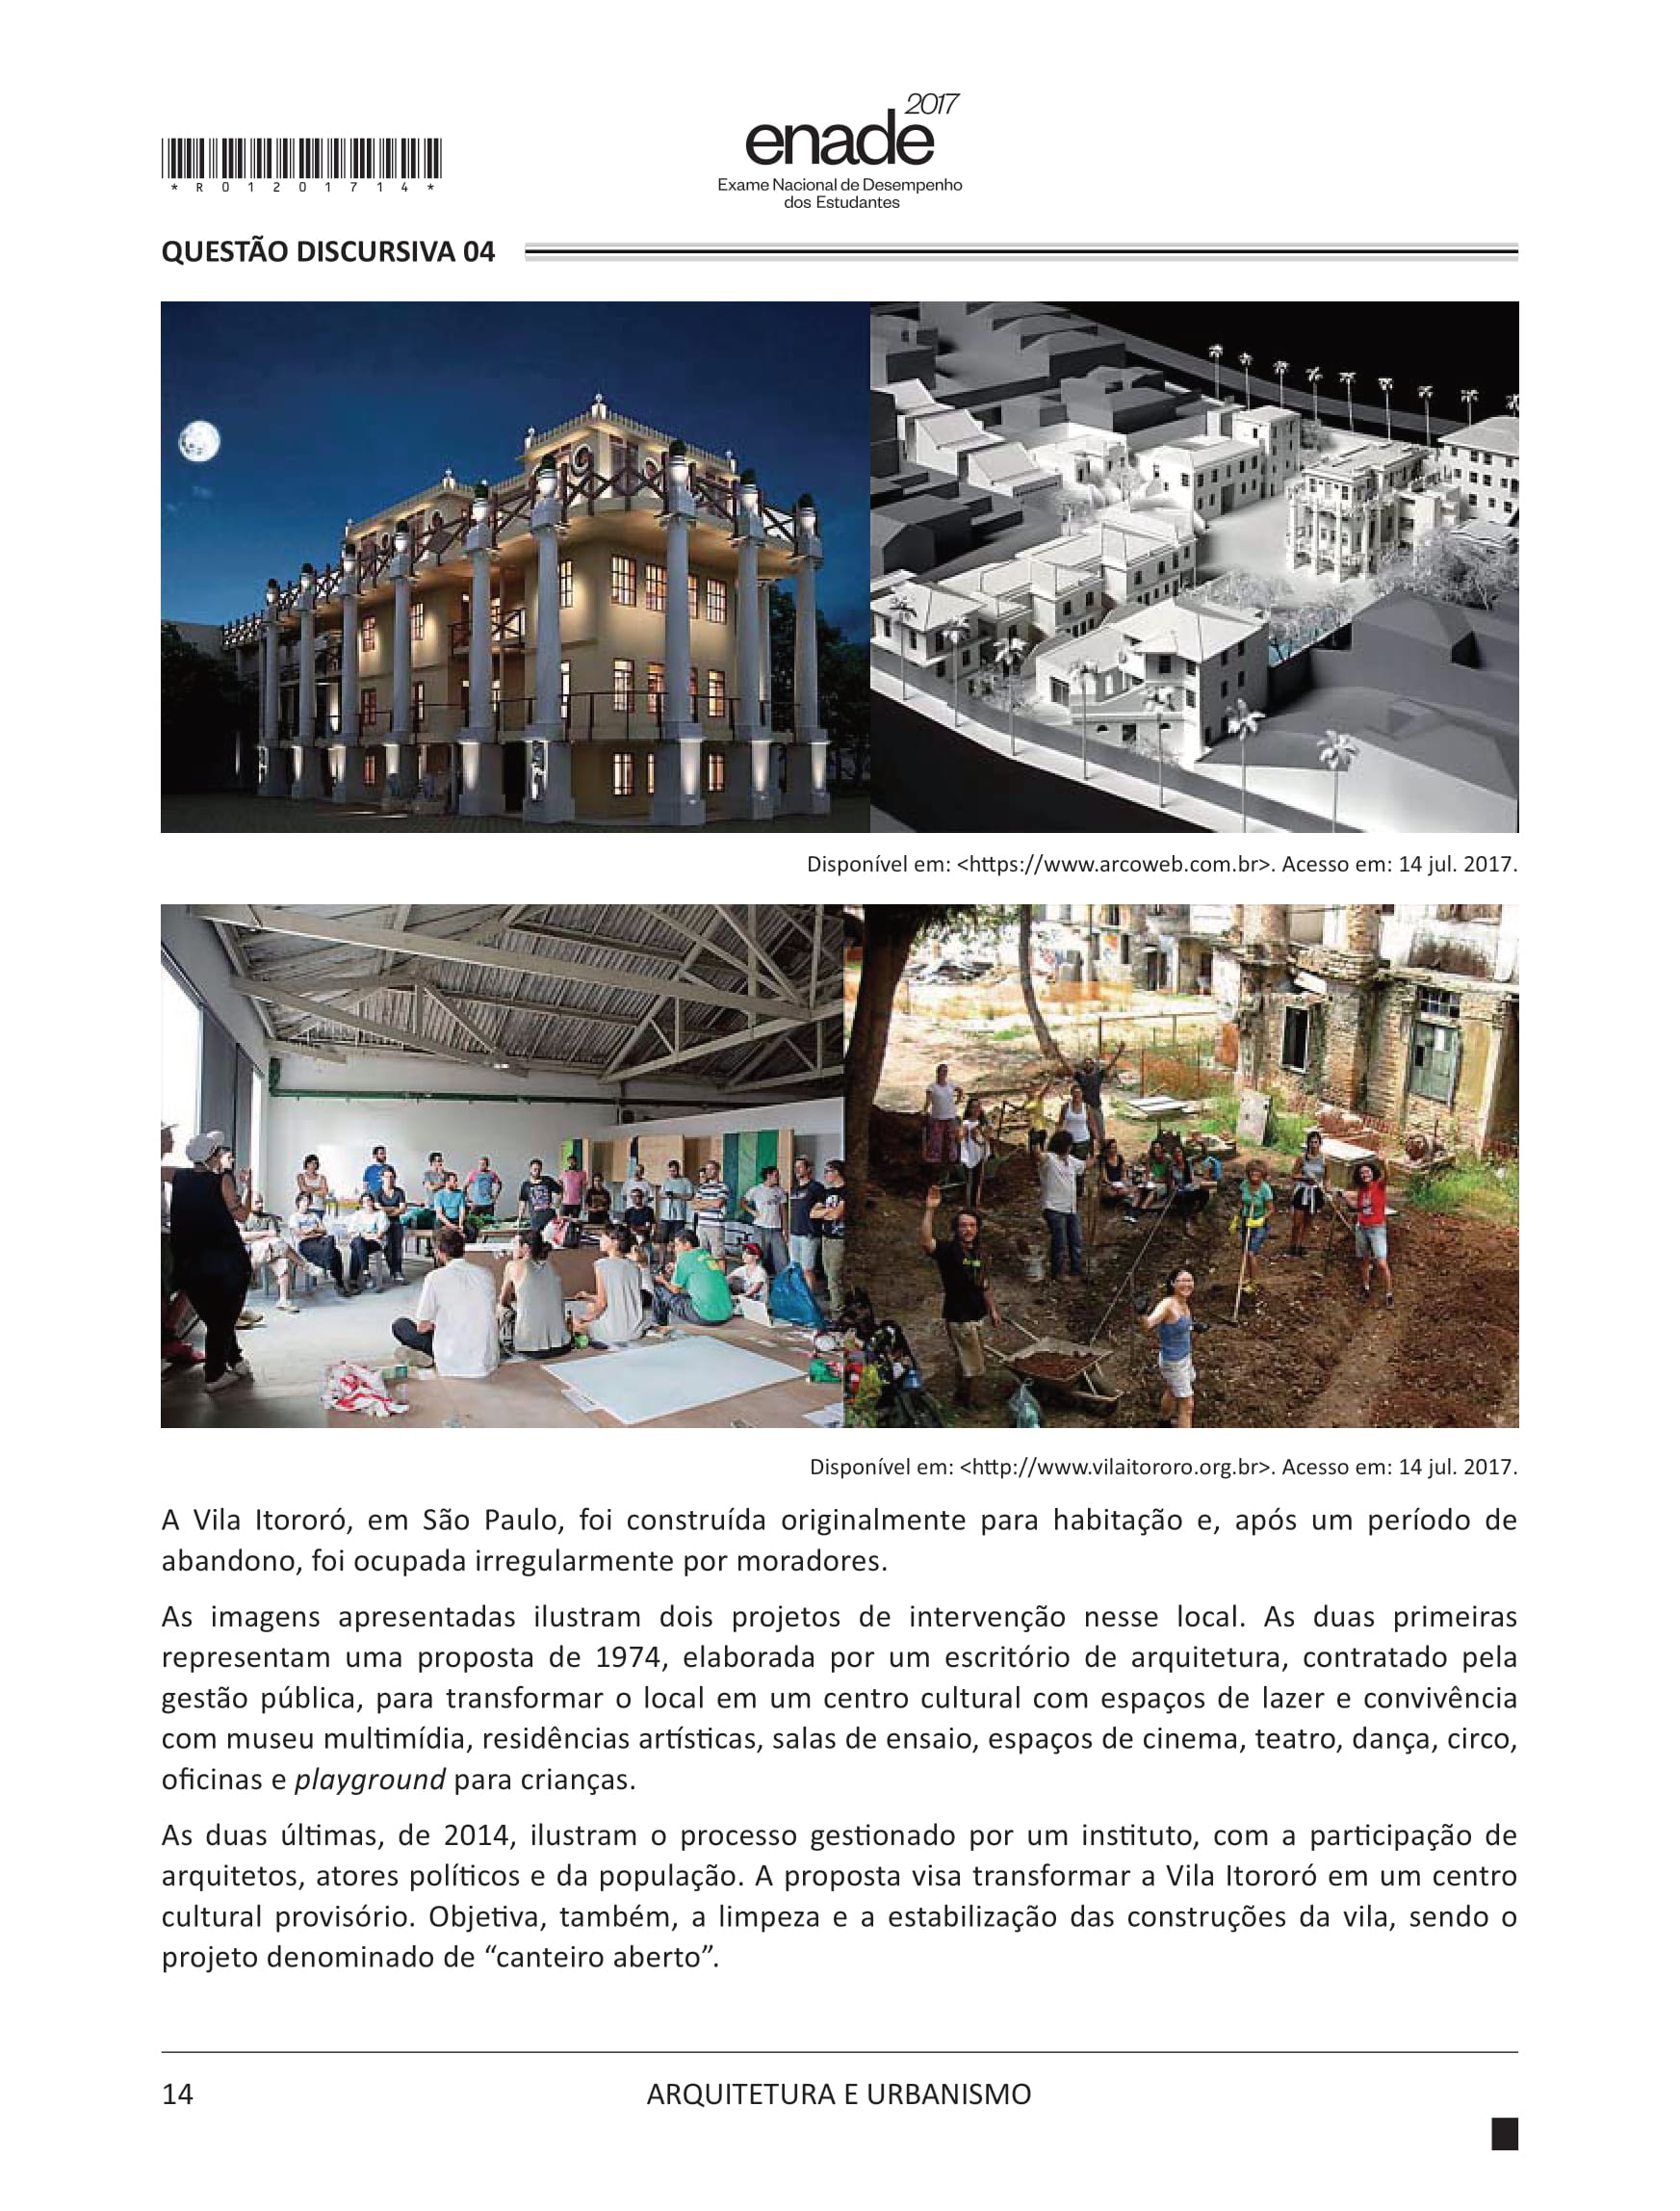 2017
enade
Exame Nacional de Desempenho
dos Estudantes
* R 0 1 2 0 1 7 1 4 *
QUESTÃO DISCURSIVA 04
Disponível em: <https://www.arcoweb.com.br>. Acesso em: 14 jul. 2017.
Disponível em: <http://www.vilaitororo.org.br>. Acesso em: 14 jul. 2017.
A Vila Itororó, em São Paulo, foi construída originalmente para habitação e, após um período de
abandono, foi ocupada irregularmente por moradores.
As imagens apresentadas ilustram dois projetos de intervenção nesse local. As duas primeiras
representam uma proposta de 1974, elaborada por um escritório de arquitetura, contratado pela
gestão pública, para transformar o local em um centro cultural com espaços de lazer e convivência
com museu multimídia, residências artísticas, salas de ensaio, espaços de cinema, teatro, dança, circo,
oficinas e playground para crianças.
As duas últimas, de 2014, ilustram o processo gestionado por um instituto, com a participação de
arquitetos, atores políticos e da população. A proposta visa transformar a Vila Itororó em um centro
cultural provisório. Objetiva, também, a limpeza e a estabilização das construções da vila, sendo o
projeto denominado de “canteiro aberto”.
14
ARQUITETURA E URBANISMO